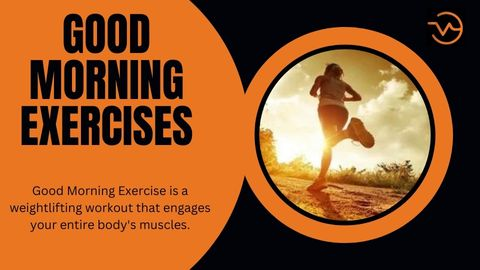 GOOD
MORNING
EXERCISES
Good Morning Exercise is a
weightlifting workout that engages
your entire body's muscles.